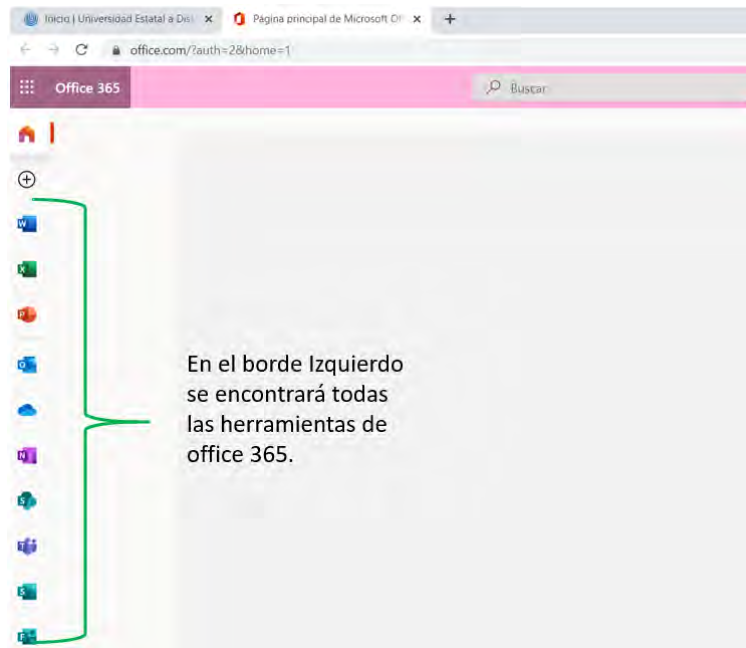 Inicio | Universidad Estatal a Dis
Página principal de Microsoft Of
office.com/?auth=2&home=1
Office 365
Buscar
W
X
P
O
N
S
T
S
F
En el borde Izquierdo
se encontrará todas
las herramientas de
office 365.